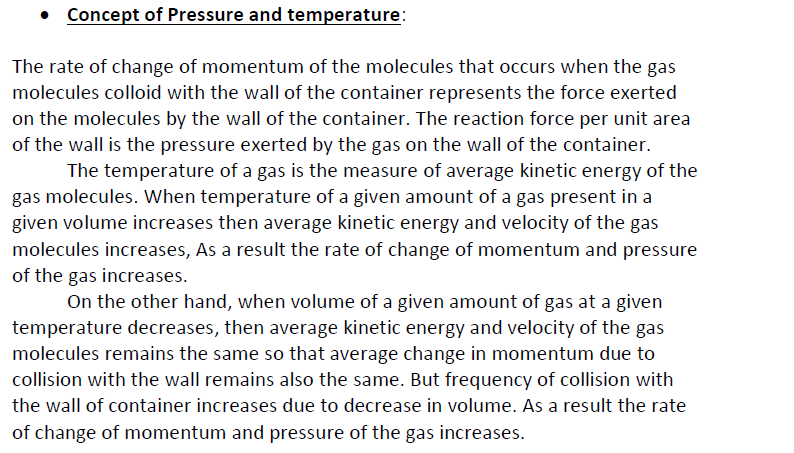 • Concept of Pressure and temperature:
The rate of change of momentum of the molecules that occurs when the gas
molecules colloid with the wall of the container represents the force exerted
on the molecules by the wall of the container. The reaction force per unit area
of the wall is the pressure exerted by the gas on the wall of the container.
The temperature of a gas is the measure of average kinetic energy of the
gas molecules. When temperature of a given amount of a gas present in a
given volume increases then average kinetic energy and velocity of the gas
molecules increases, As a result the rate of change of momentum and pressure
of the gas increases.
On the other hand, when volume of a given amount of gas at a given
temperature decreases, then average kinetic energy and velocity of the gas
molecules remains the same so that average change in momentum due to
collision with the wall remains also the same. But frequency of collision with
the wall of container increases due to decrease in volume. As a result the rate
of change of momentum and pressure of the gas increases.